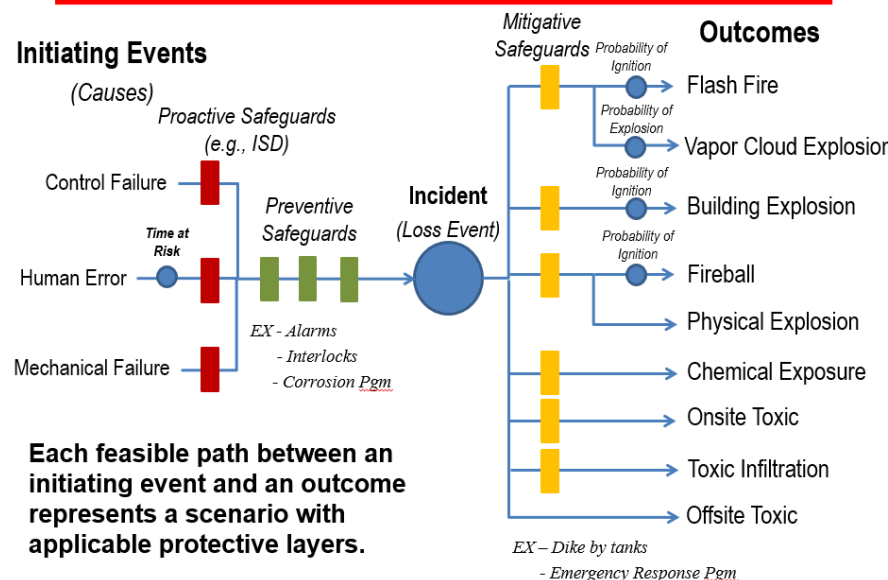 Initiating Events
(Causes)
Proactive Safeguards
(e.g., ISD)
Control Failure
Time at
Risk
Human Error
Mechanical Failure
Preventive
Safeguards
EX - Alarms
- Interlocks
- Corrosion Pgm
Incident
(Loss Event)
Mitigative
Safeguards
Outcomes
Probability of
Ignition
Flash Fire
Probability of
Explosion
Vapor Cloud Explosion
Probability of
Ignition
Building Explosion
Probability of
Ignition
Fireball
Physical Explosion
Chemical Exposure
Onsite Toxic
Toxic Infiltration
Offsite Toxic
EX – Dike by tanks
- Emergency Response Pgm
Each feasible path between an
initiating event and an outcome
represents a scenario with
applicable protective layers.